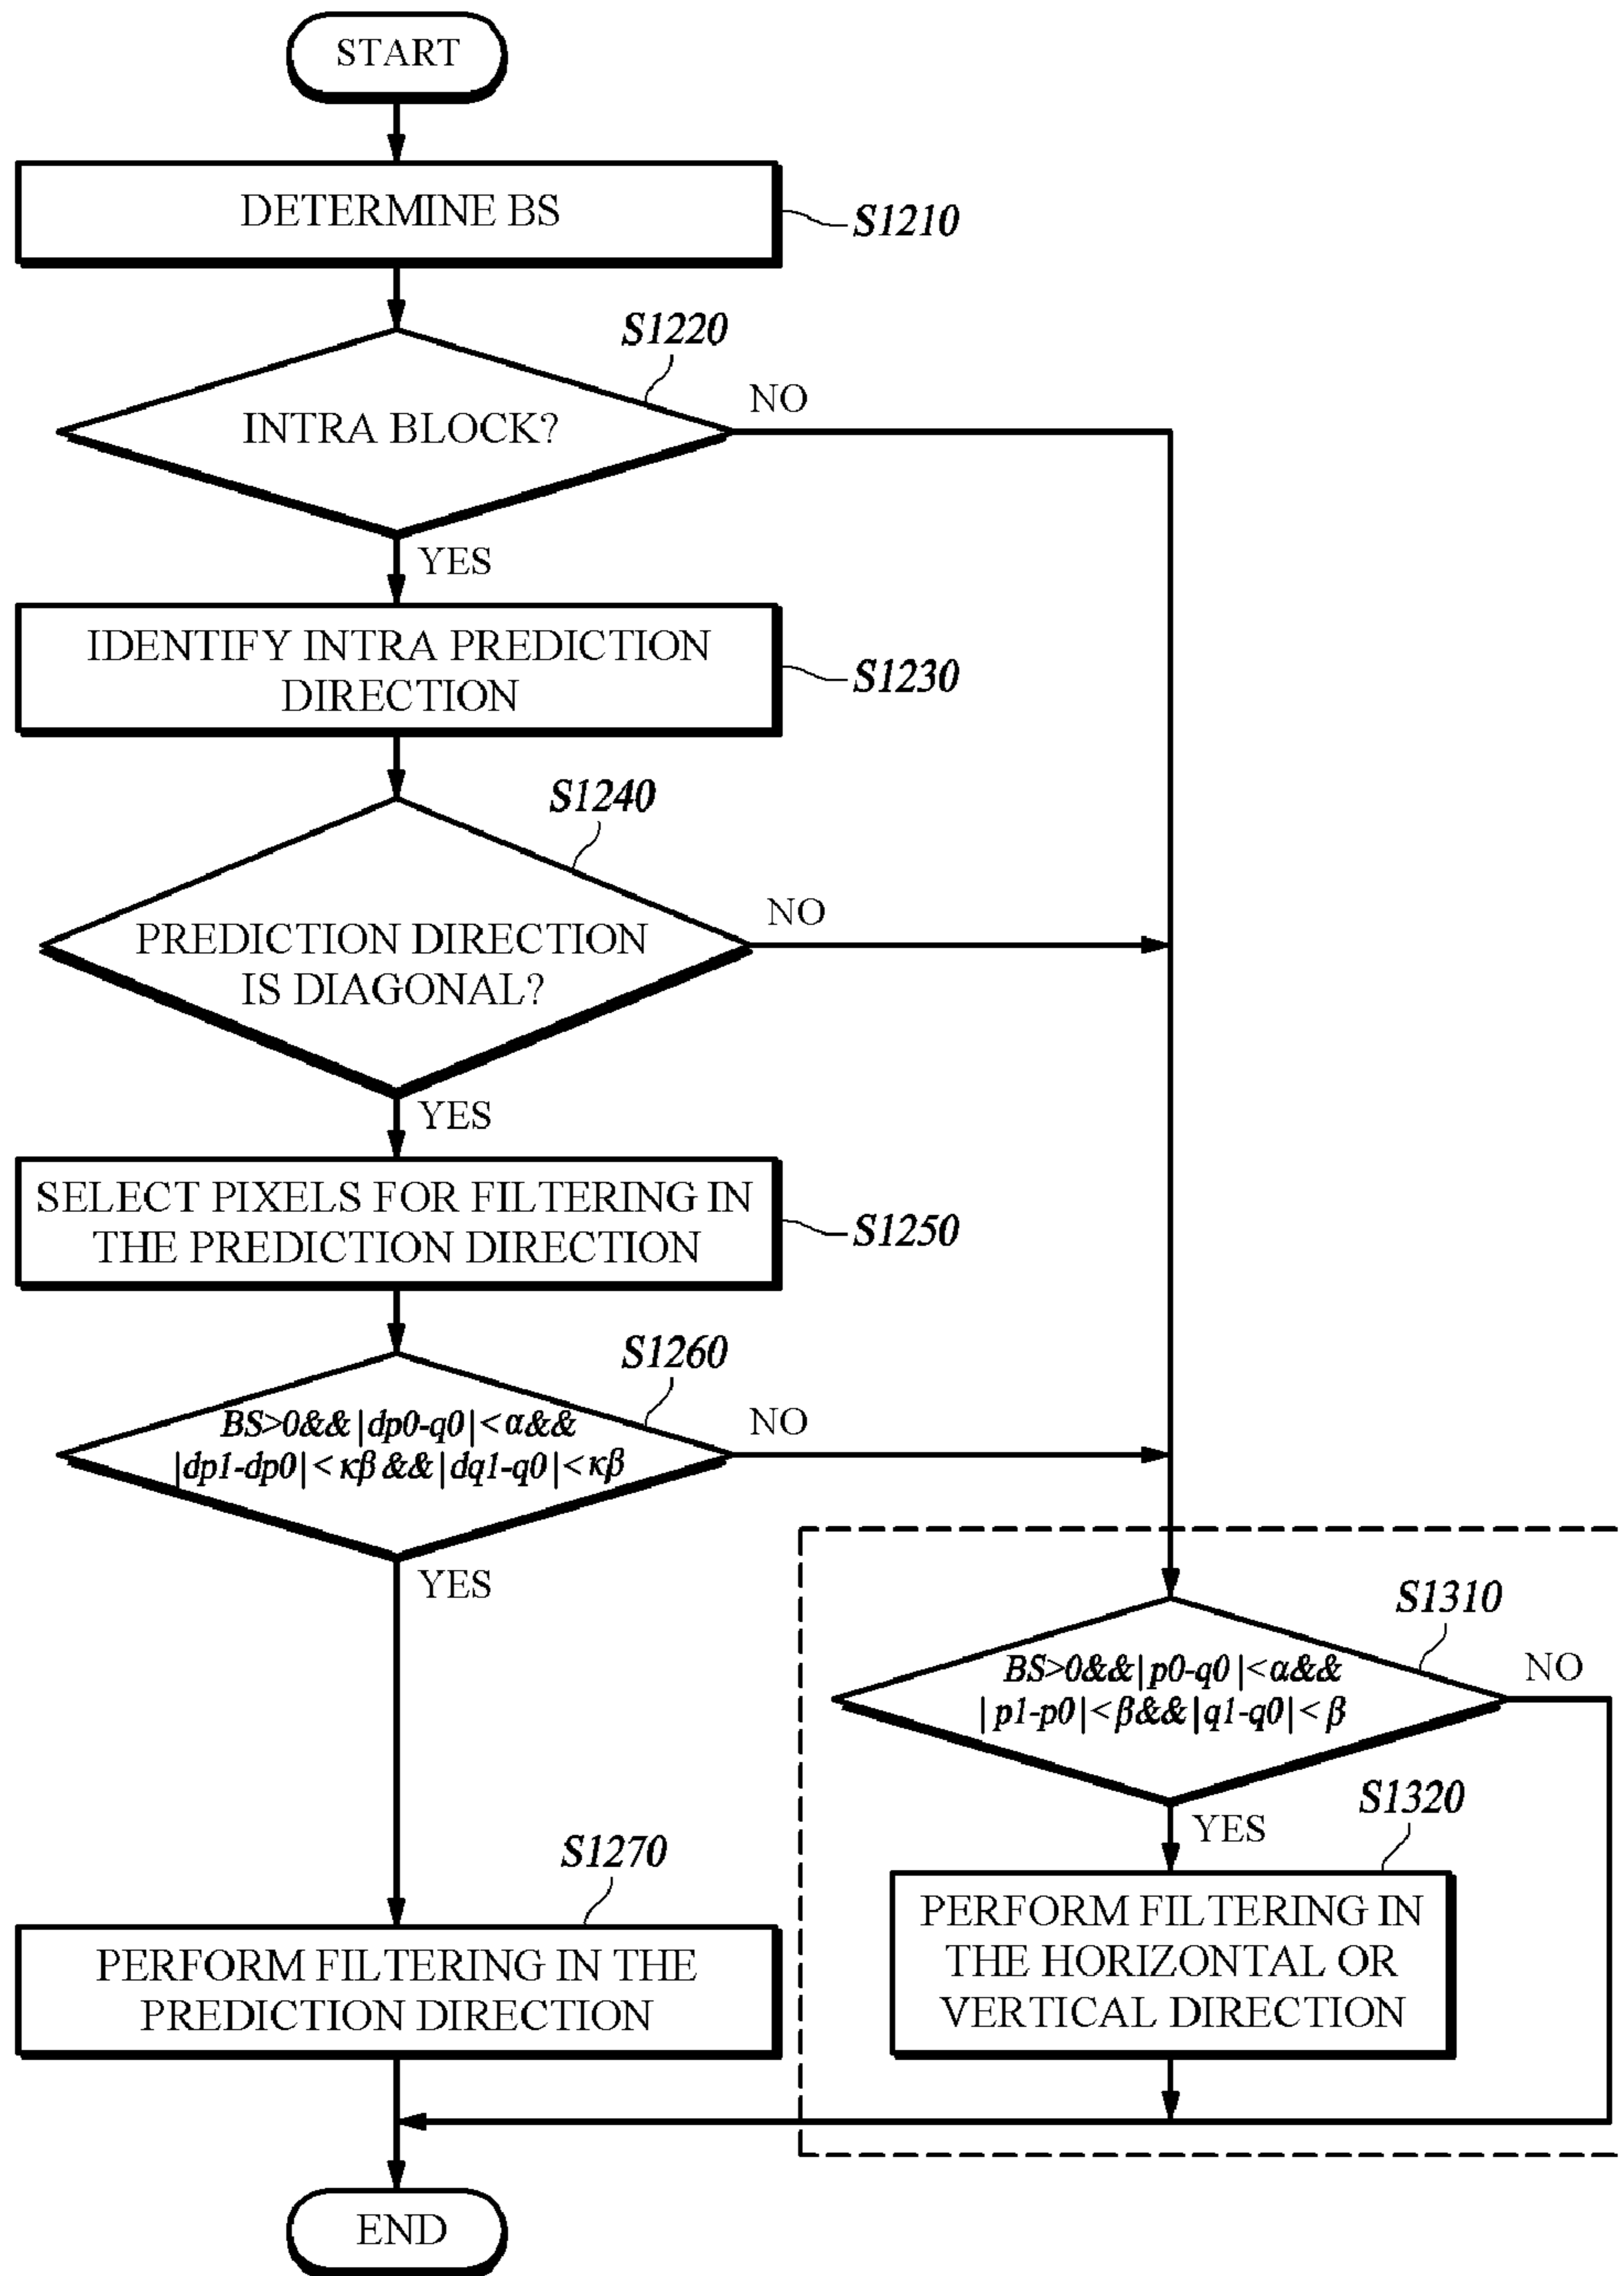 START
DETERMINE BS
S1210
S1220
INTRA BLOCK?
NO
YES
IDENTIFY INTRA PREDICTION
DIRECTION
S1230
S1240
PREDICTION DIRECTION
IS DIAGONAL?
NO
YES
SELECT PIXELS FOR FILTERING IN
THE PREDICTION DIRECTION
S1250
S1260
BS>0&&|dp0-q0|<α&&
|dp1-dp0|<κβ&&|dq1-q0|<κβ
NO
YES
S1310
BS>0&&|p0-q0|<α&&
|p1-p0|<β&&|q1-q0|<β
NO
YES
S1320
PERFORM FILTERING IN
THE HORIZONTAL OR
VERTICAL DIRECTION
S1270
PERFORM FILTERING IN THE
PREDICTION DIRECTION
END